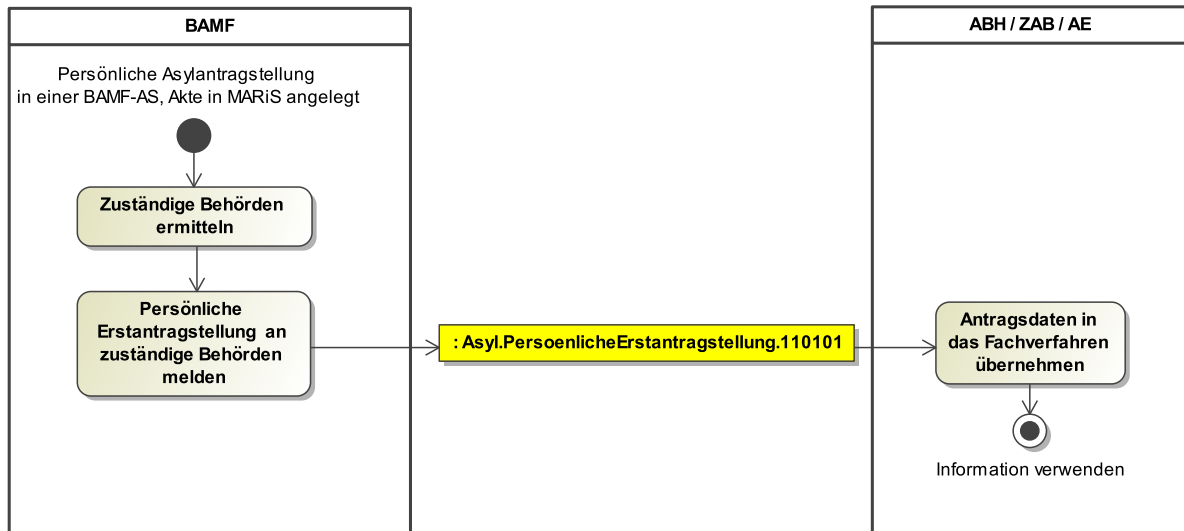 BAMF
Persönliche Asylantragstellung
in einer BAMF-AS, Akte in MARiS angelegt
Zuständige Behörden
ermitteln
Persönliche
Erstantragstellung an
zuständige Behörden
melden
: Asyl.PersoenlicheErstantragstellung.110101
ABH / ZAB / AE
Antragsdaten in
das Fachverfahren
übernehmen
Information verwenden